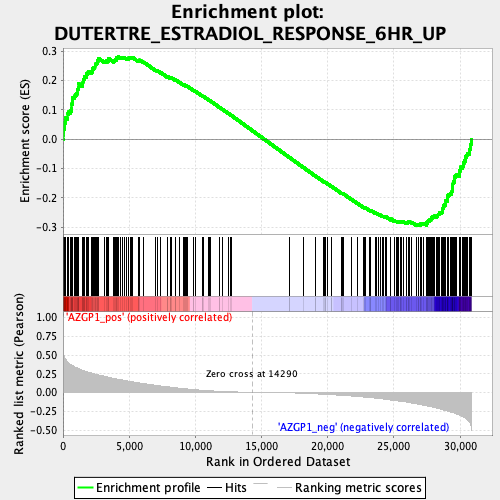 Enrichment plot:
DUTERTRE_ESTRADIOL_RESPONSE_6HR_UP
Enrichment score (ES)
0.3
0.2
0.1
0.0
-0.1
-0.2
-0.3
Ranked list metric (Pearson)
1.00
0.75
0.50
0.25
0.00
-0.25
-0.50
'AZGP1_pos' (positively correlated)
Zero cross at 14290
'AZGP1_neg' (negatively correlated)
0 5,000 10,000 15,000 20,000 25,000 30,000
Rank in Ordered Dataset
Enrichment profile Hits Ranking metric scores